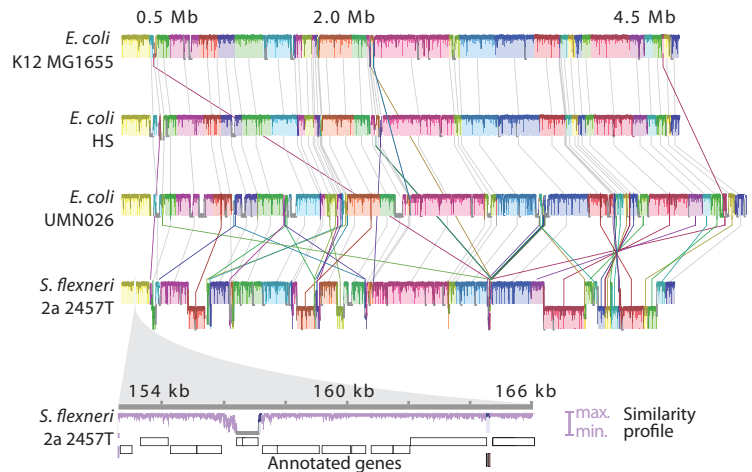 0.5 Mb 2.0 Mb 4.5 Mb
E. coli
K12 MG1655
E. coli
HS
E. coli
UMN026
S. flexneri
2a 2457T
154 kb 160 kb 166 kb
S. flexneri
2a 2457T
max.
min.
Similarity
profile
Annotated genes